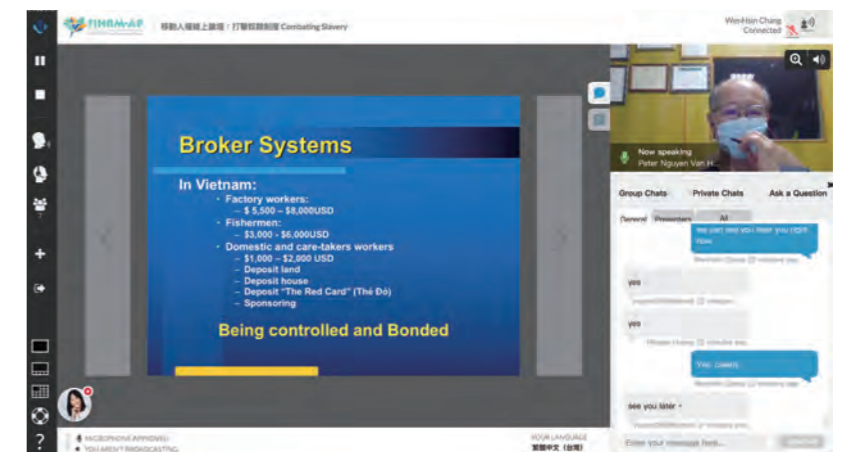 FIHRM-AP
移動人權線上論壇：打擊奴隸制度 Combating Slavery
Wen-Hsin Chang
Connected
Broker Systems
In Vietnam:
· Factory workers:
– $ 5,500 – $8,000USD
· Fishermen:
– $3,000 - $6,000USD
· Domestic and care-takers workers
– $1,000 – $2,000 USD
– Deposit land
– Deposit house
– Deposit "The Red Card" (Thẻ Đỏ)
– Sponsoring
Being controlled and Bonded
Now speaking
Peter Nguyen Van H...
Group Chats Private Chats Ask a Question
General Presenters All
we can see you clear you right
now
yes
yes
see you later
Enter your message here...
MICROPHONE APPROVED
YOU AREN'T BROADCASTING
YOUR LANGUAGE
繁體中文 (台灣)
?